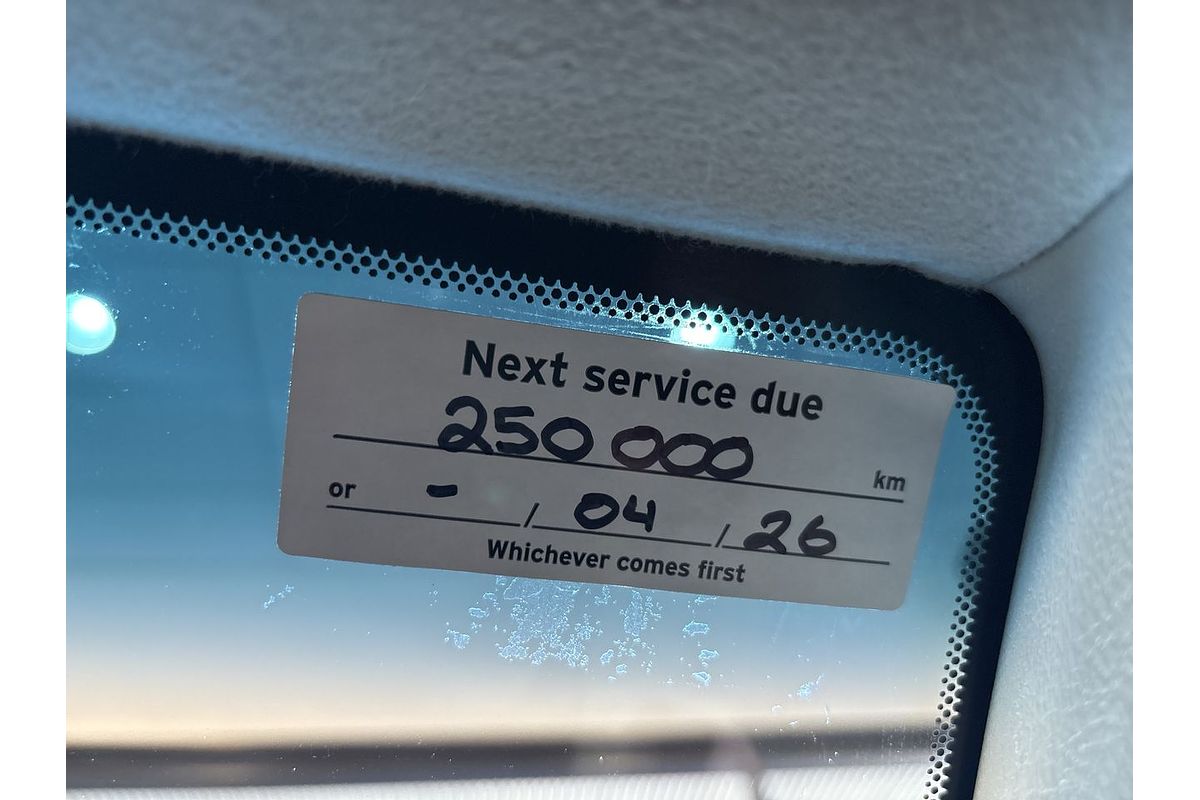 Next service due
250 000 km
or - / 04 / 26
Whichever comes first